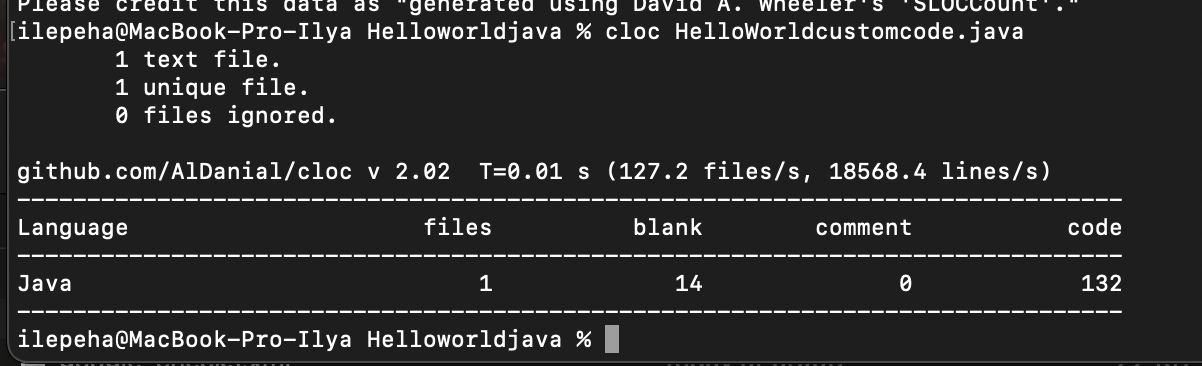 Please credit this data as "generated using David A. Wheeler's 'SLOCCount'."
[ilepeha@MacBook-Pro-Ilya Helloworldjava % cloc HelloWorldcustomcode.java
       1 text file.
       1 unique file.
       0 files ignored.

github.com/AlDanial/cloc v 2.02  T=0.01 s (127.2 files/s, 18568.4 lines/s)
-------------------------------------------------------------------------------
Language                     files          blank        comment           code
-------------------------------------------------------------------------------
Java                             1             14              0            132
-------------------------------------------------------------------------------
ilepeha@MacBook-Pro-Ilya Helloworldjava %